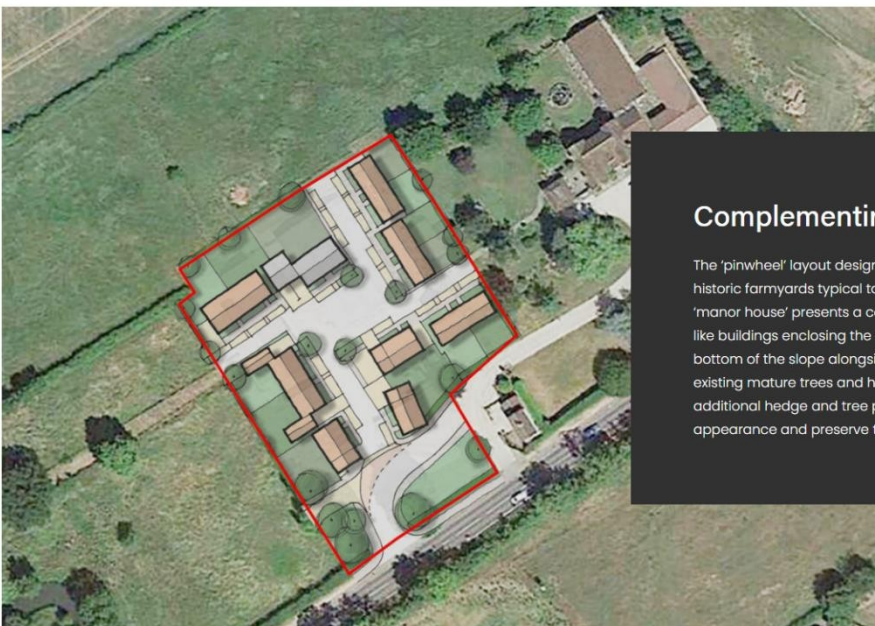 Complementin
The 'pinwheel' layout design
historic farmyards typical to
'manor house' presents a c
like buildings enclosing the
bottom of the slope alongsi
existing mature trees and h
additional hedge and tree p
appearance and preserve t